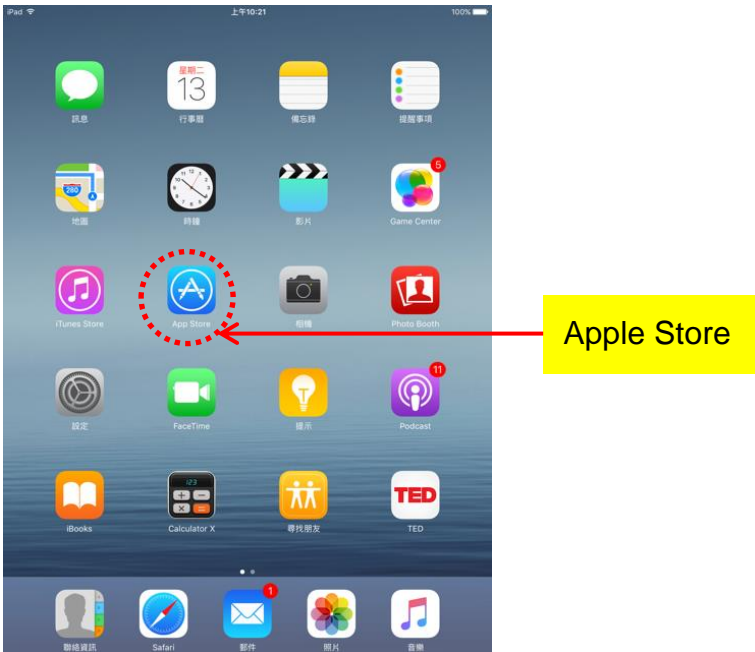 iPad 上午10:21 100%
星期二
13
訊息 行事曆 備忘錄 提醒事項
280
12
5
地圖 時鐘 影片 Game Center
iTunes Store App Store 相機 Photo Booth
Apple Store
11
設定 FaceTime 提示 Podcast
123
TED
iBooks Calculator X 尋找朋友 TED
1
聯絡資訊 Safari 郵件 照片 音樂